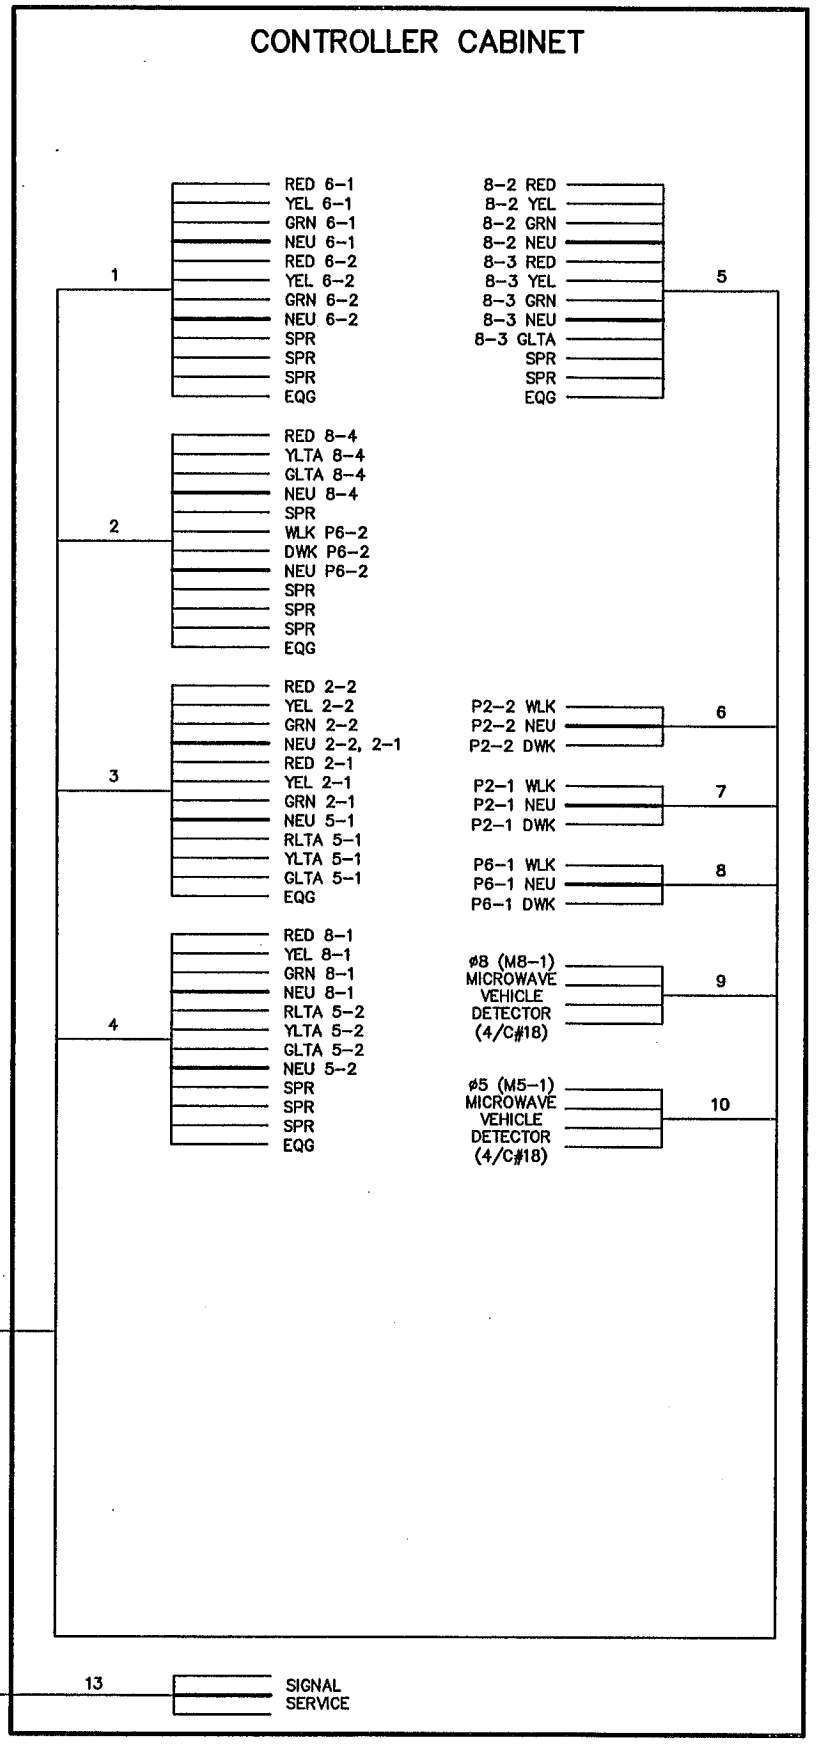 CONTROLLER CABINET
1
RED 6-1
YEL 6-1
GRN 6-1
NEU 6-1
RED 6-2
YEL 6-2
GRN 6-2
NEU 6-2
SPR
SPR
SPR
EQG
2
RED 8-4
YLTA 8-4
GLTA 8-4
NEU 8-4
SPR
WLK P6-2
DWK P6-2
NEU P6-2
SPR
SPR
SPR
EQG
3
RED 2-2
YEL 2-2
GRN 2-2
NEU 2-2, 2-1
RED 2-1
YEL 2-1
GRN 2-1
NEU 5-1
RLTA 5-1
YLTA 5-1
GLTA 5-1
EQG
4
RED 8-1
YEL 8-1
GRN 8-1
NEU 8-1
RLTA 5-2
YLTA 5-2
GLTA 5-2
NEU 5-2
SPR
SPR
SPR
EQG
8-2 RED
8-2 YEL
8-2 GRN
8-2 NEU
8-3 RED
8-3 YEL
8-3 GRN
8-3 NEU
8-3 GLTA
SPR
SPR
EQG
5
P2-2 WLK
P2-2 NEU
P2-2 DWK
6
P2-1 WLK
P2-1 NEU
P2-1 DWK
7
P6-1 WLK
P6-1 NEU
P6-1 DWK
8
ø8 (M8-1)
MICROWAVE
VEHICLE
DETECTOR
(4/C#18)
9
ø5 (M5-1)
MICROWAVE
VEHICLE
DETECTOR
(4/C#18)
10
13
SIGNAL
SERVICE